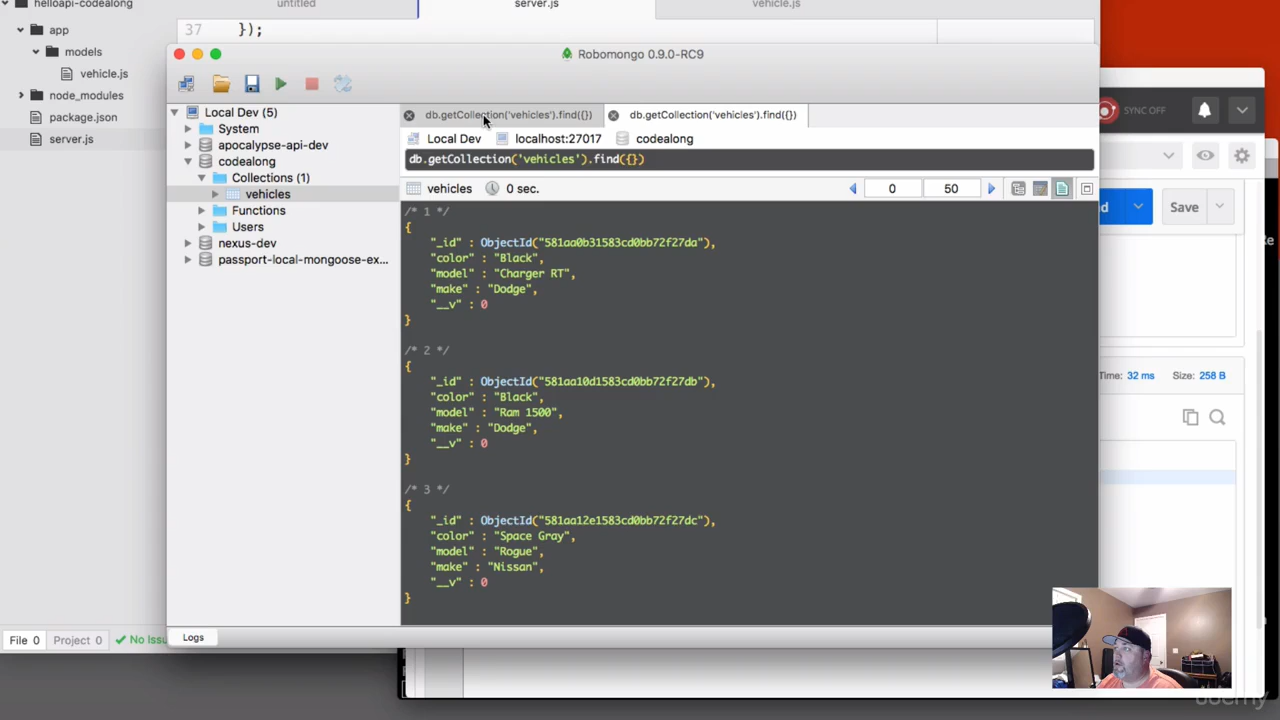 helloapi-codealong
untitled
server.js
vehicle.js
app
37 });
models
Robomongo 0.9.0-RC9
vehicle.js
node_modules
package.json
server.js
SYNC OFF
Local Dev (5)
System
apocalypse-api-dev
codealong
Collections (1)
vehicles
Functions
Users
nexus-dev
passport-local-mongoose-ex...
db.getCollection('vehicles').find({})
db.getCollection('vehicles').find({})
Local Dev localhost:27017 codealong
db.getCollection('vehicles').find({})
vehicles 0 sec. 0 50
Save
/* 1 */
{
"_id" : ObjectId("581aa0b31583cd0bb72f27da"),
"color" : "Black",
"model" : "Charger RT",
"make" : "Dodge",
"__v" : 0
}
/* 2 */
{
"_id" : ObjectId("581aa10d1583cd0bb72f27db"),
"color" : "Black",
"model" : "Ram 1500",
"make" : "Dodge",
"__v" : 0
}
/* 3 */
{
"_id" : ObjectId("581aa12e1583cd0bb72f27dc"),
"color" : "Space Gray",
"model" : "Rogue",
"make" : "Nissan",
"__v" : 0
}
Time: 32 ms Size: 258 B
Logs
File 0 Project 0 No Issu
udemy